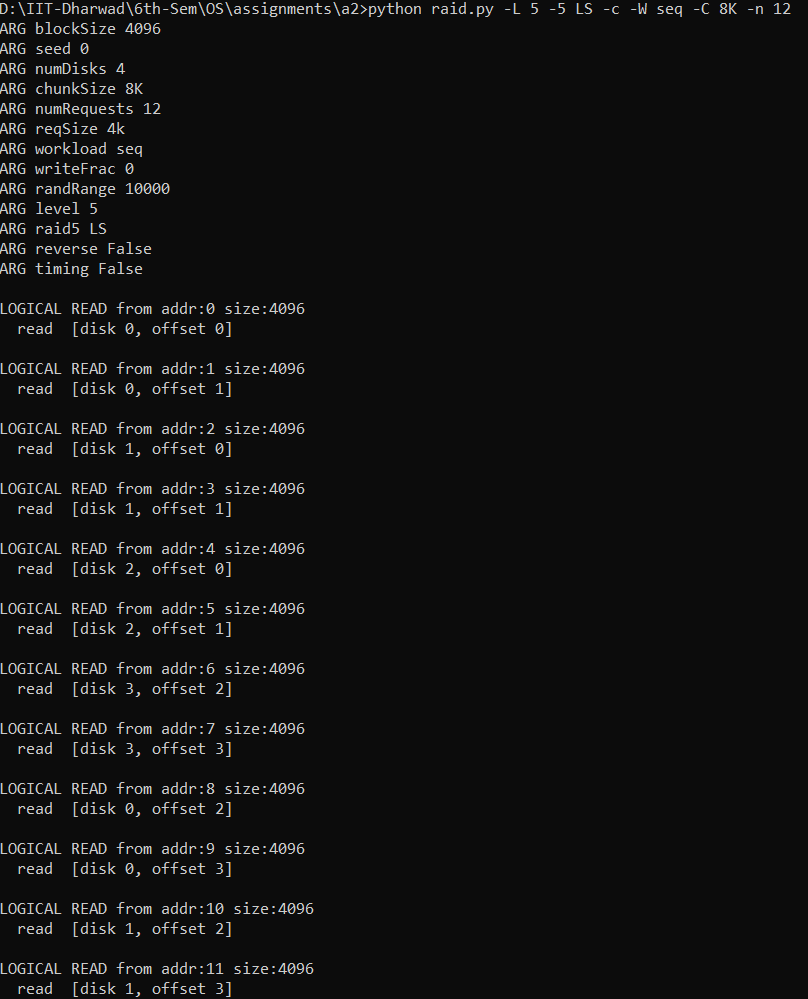 D:\IIT-Dharwad\6th-Sem\OS\assignments\a2>python raid.py -L 5 -5 LS -c -W seq -C 8K -n 12
ARG blockSize 4096
ARG seed 0
ARG numDisks 4
ARG chunkSize 8K
ARG numRequests 12
ARG reqSize 4k
ARG workload seq
ARG writeFrac 0
ARG randRange 10000
ARG level 5
ARG raid5 LS
ARG reverse False
ARG timing False

LOGICAL READ from addr:0 size:4096
  read  [disk 0, offset 0]

LOGICAL READ from addr:1 size:4096
  read  [disk 0, offset 1]

LOGICAL READ from addr:2 size:4096
  read  [disk 1, offset 0]

LOGICAL READ from addr:3 size:4096
  read  [disk 1, offset 1]

LOGICAL READ from addr:4 size:4096
  read  [disk 2, offset 0]

LOGICAL READ from addr:5 size:4096
  read  [disk 2, offset 1]

LOGICAL READ from addr:6 size:4096
  read  [disk 3, offset 2]

LOGICAL READ from addr:7 size:4096
  read  [disk 3, offset 3]

LOGICAL READ from addr:8 size:4096
  read  [disk 0, offset 2]

LOGICAL READ from addr:9 size:4096
  read  [disk 0, offset 3]

LOGICAL READ from addr:10 size:4096
  read  [disk 1, offset 2]

LOGICAL READ from addr:11 size:4096
  read  [disk 1, offset 3]